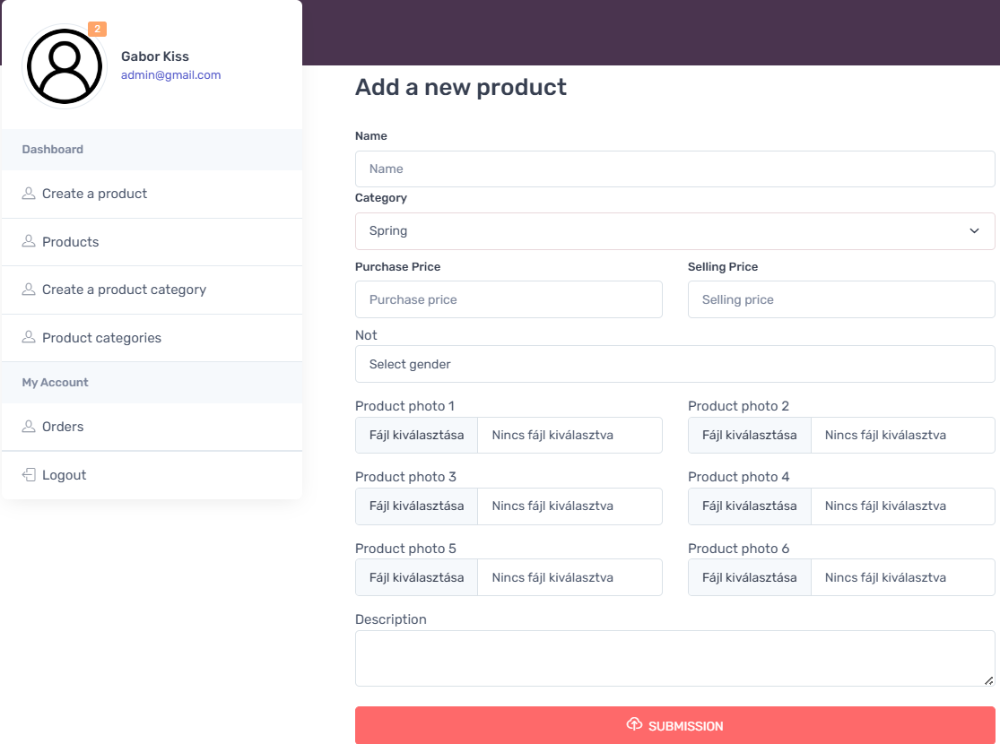 2
Gabor Kiss
admin@gmail.com
Dashboard
Create a product
Products
Create a product category
Product categories
My Account
Orders
Logout
Add a new product
Name
Name
Category
Spring
Purchase Price
Selling Price
Purchase price
Selling price
Not
Select gender
Product photo 1
Product photo 2
Fájl kiválasztása Nincs fájl kiválasztva
Fájl kiválasztása Nincs fájl kiválasztva
Product photo 3
Product photo 4
Fájl kiválasztása Nincs fájl kiválasztva
Fájl kiválasztása Nincs fájl kiválasztva
Product photo 5
Product photo 6
Fájl kiválasztása Nincs fájl kiválasztva
Fájl kiválasztása Nincs fájl kiválasztva
Description
SUBMISSION